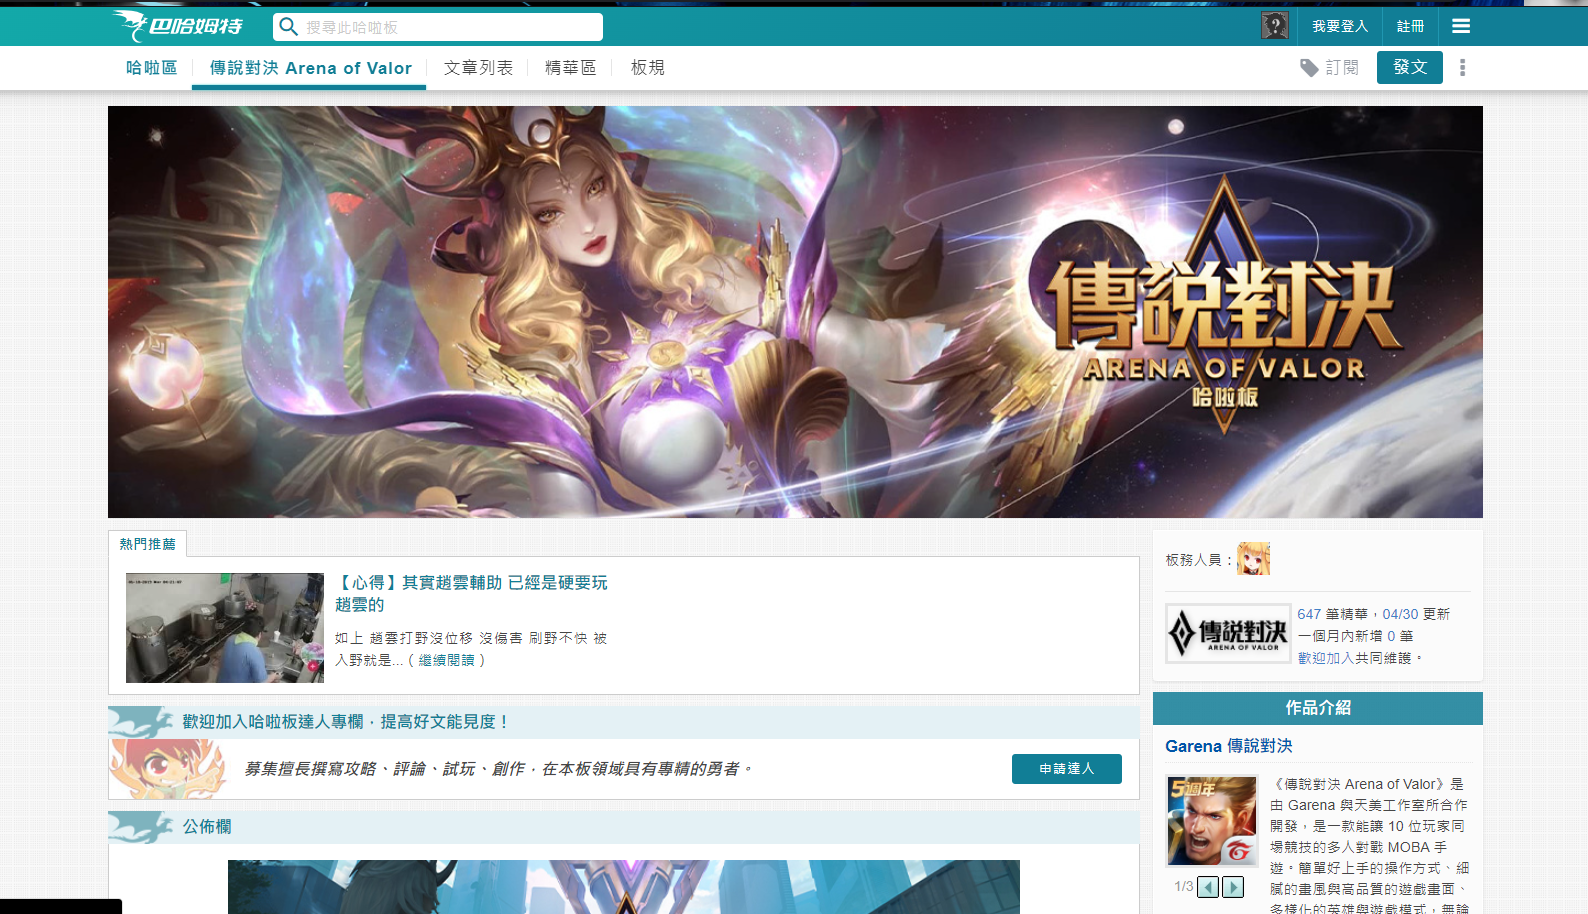 巴哈姆特
搜尋此哈啦板
我要登入
註冊
哈啦區
傳說對決 Arena of Valor
文章列表
精華區
板規
訂閱
發文
傳說對決
ARENA OF VALOR
哈啦板
熱門推薦
【心得】其實趙雲輔助 已經是硬要玩
趙雲的
如上 趙雲打野沒位移 沒傷害 刷野不快 被
入野就是...（繼續閱讀）
歡迎加入哈啦板達人專欄，提高好文能見度！
募集擅長撰寫攻略、評論、試玩、創作，在本板領域具有專精的勇者。
申請達人
公佈欄
板務人員：
傳說對決
ARENA OF VALOR
647 筆精華，04/30 更新
一個月內新增 0 筆
歡迎加入共同維護。
作品介紹
Garena 傳說對決
5週年
《傳說對決 Arena of Valor》是
由 Garena 與天美工作室所合作
開發，是一款能讓 10 位玩家同
場競技的多人對戰 MOBA 手
遊。簡單好上手的操作方式、細
膩的畫風與高品質的遊戲畫面、
多樣化的英雄與遊戲模式，無論
1/3